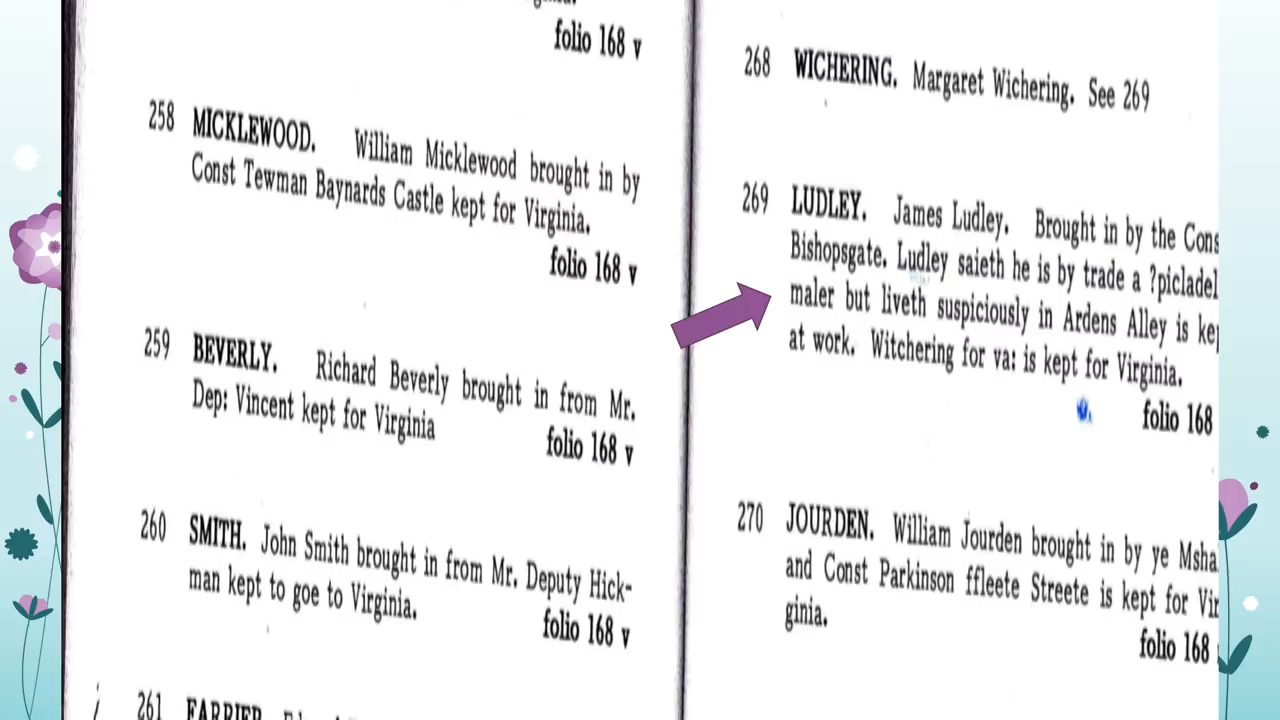 folio 168 v
258 MICKLEWOOD. William Micklewood brought in by
Const Tewman Baynards Castle kept for Virginia.
folio 168 v
259 BEVERLY. Richard Beverly brought in from Mr.
Dep: Vincent kept for Virginia
folio 168 v
260 SMITH. John Smith brought in from Mr. Deputy Hick-
man kept to goe to Virginia.
folio 168 v
261 FARRIER.
268 WICHERING. Margaret Wichering. See 269
269 LUDLEY. James Ludley. Brought in by the Cons
Bishopsgate. Ludley saieth he is by trade a ?picladel
maler but liveth suspiciously in Ardens Alley is kep
at work. Witchering for va: is kept for Virginia.
folio 168
270 JOURDEN. William Jourden brought in by ye Msha
and Const Parkinson ffleete Streete is kept for Vir
ginia.
folio 168